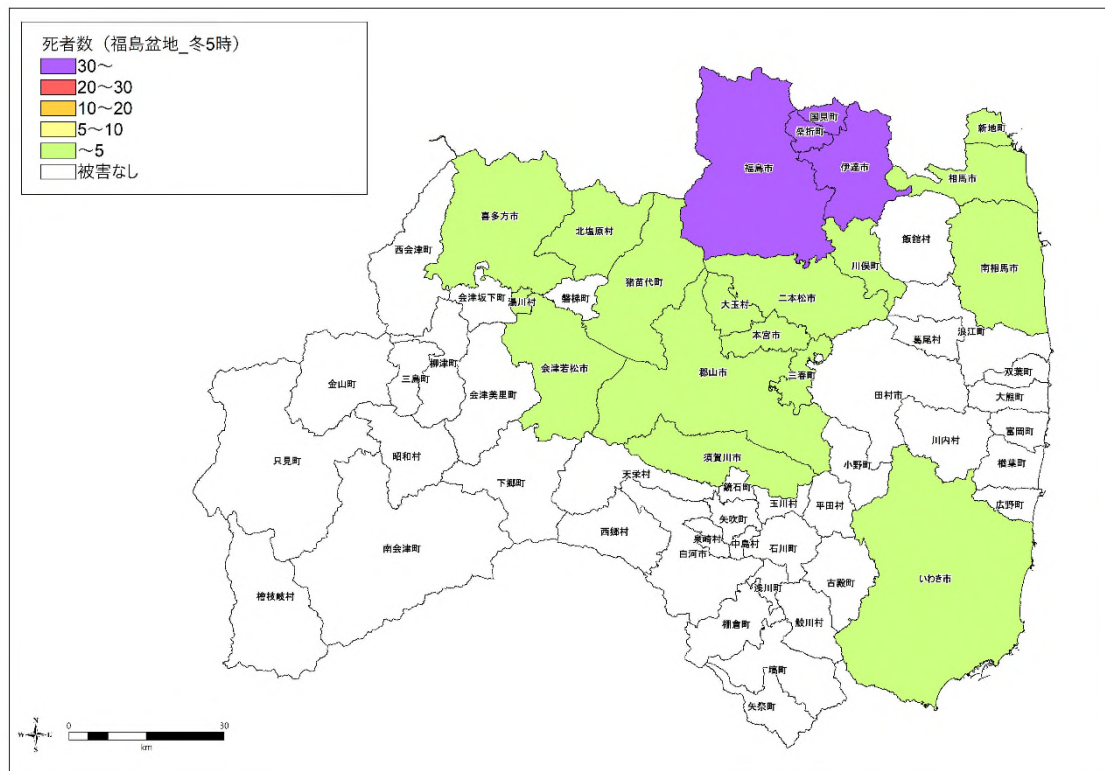 死者数（福島盆地_冬5時）
30～
20～30
10～20
5～10
～5
被害なし
国見町
桑折町
新地町
福島市
伊達市
相馬市
喜多方市
北塩原村
飯舘村
西会津町
川俣町
南相馬市
猪苗代町
会津坂下町
湯川村
磐梯町
大玉村
二本松市
浪江町
本宮市
葛尾村
柳津町
会津若松市
郡山市
三春町
双葉町
三島町
金山町
会津美里町
田村市
大熊町
富岡町
川内村
只見町
昭和村
須賀川市
小野町
楢葉町
天栄村
下郷町
鏡石町
玉川村
平田村
広野町
矢吹町
西郷村
泉崎村
中島村
南会津町
白河市
石川町
いわき市
古殿町
浅川町
檜枝岐村
棚倉町
鮫川村
塙町
矢祭町
N
W
E
S
0
30
km